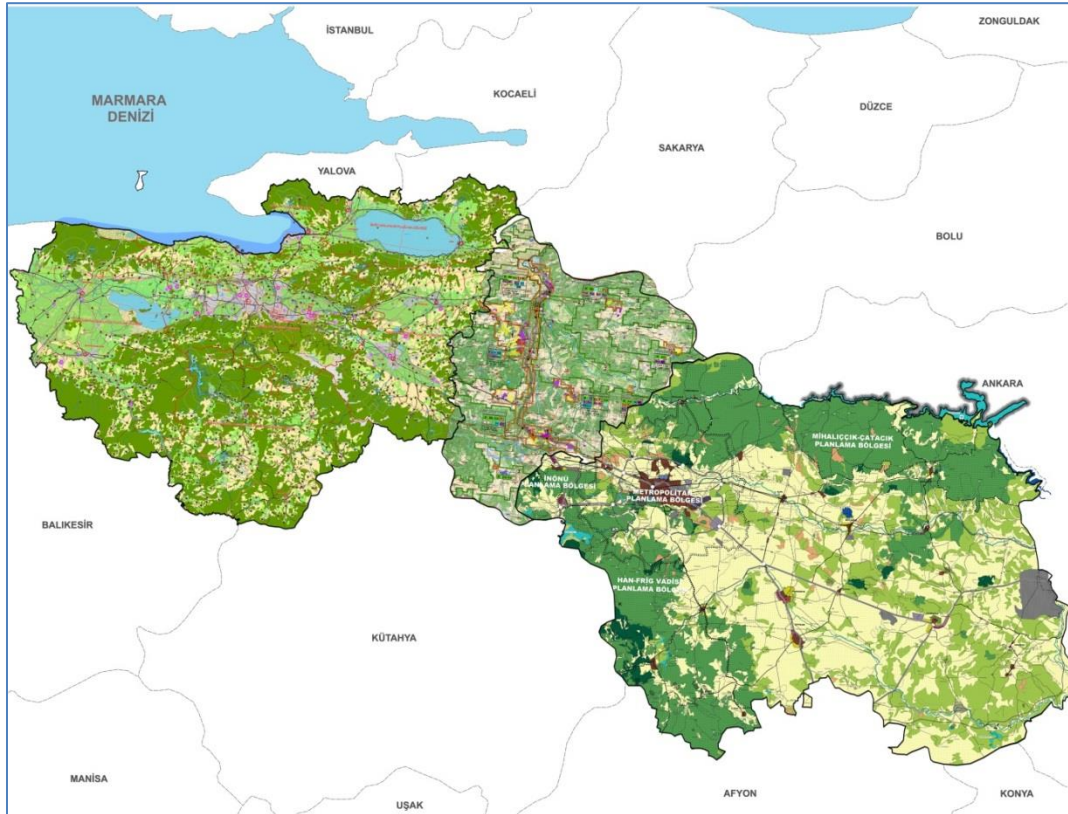 ZONGULDAK
İSTANBUL
MARMARA
DENİZİ
KOCAELİ
DÜZCE
SAKARYA
YALOVA
BOLU
ANKARA
MİHALIÇÇIK-ÇATACIK
PLANLAMA BÖLGESİ
İNÖNÜ
PLANLAMA BÖLGESİ
METROPOLİTAN
PLANLAMA BÖLGESİ
BALIKESİR
HAN-FRİG VADİSİ
PLANLAMA BÖLGESİ
KÜTAHYA
MANİSA
UŞAK
AFYON
KONYA